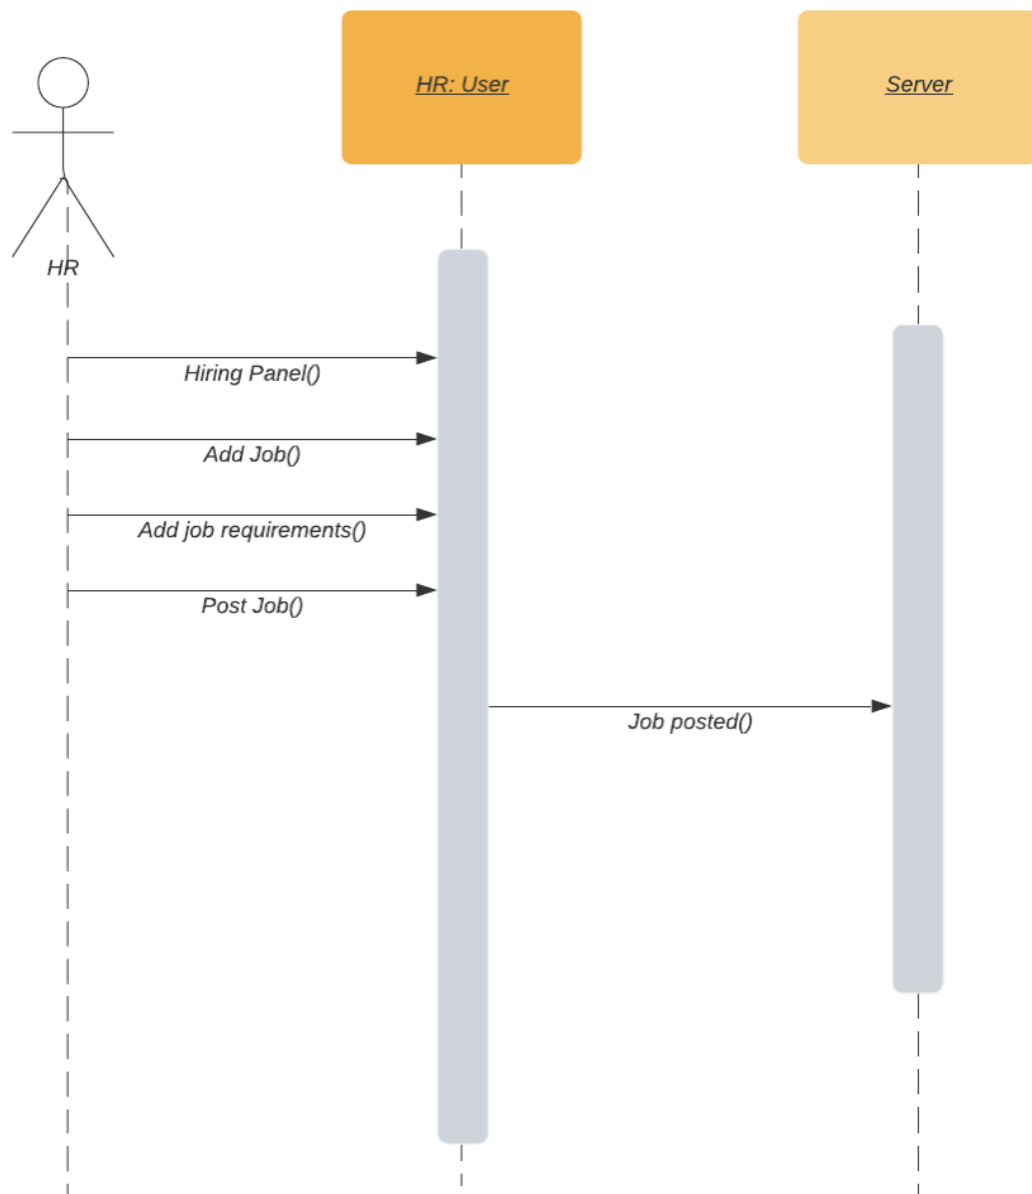 HR: User
Server
HR
Hiring Panel()
Add Job()
Add job requirements()
Post Job()
Job posted()